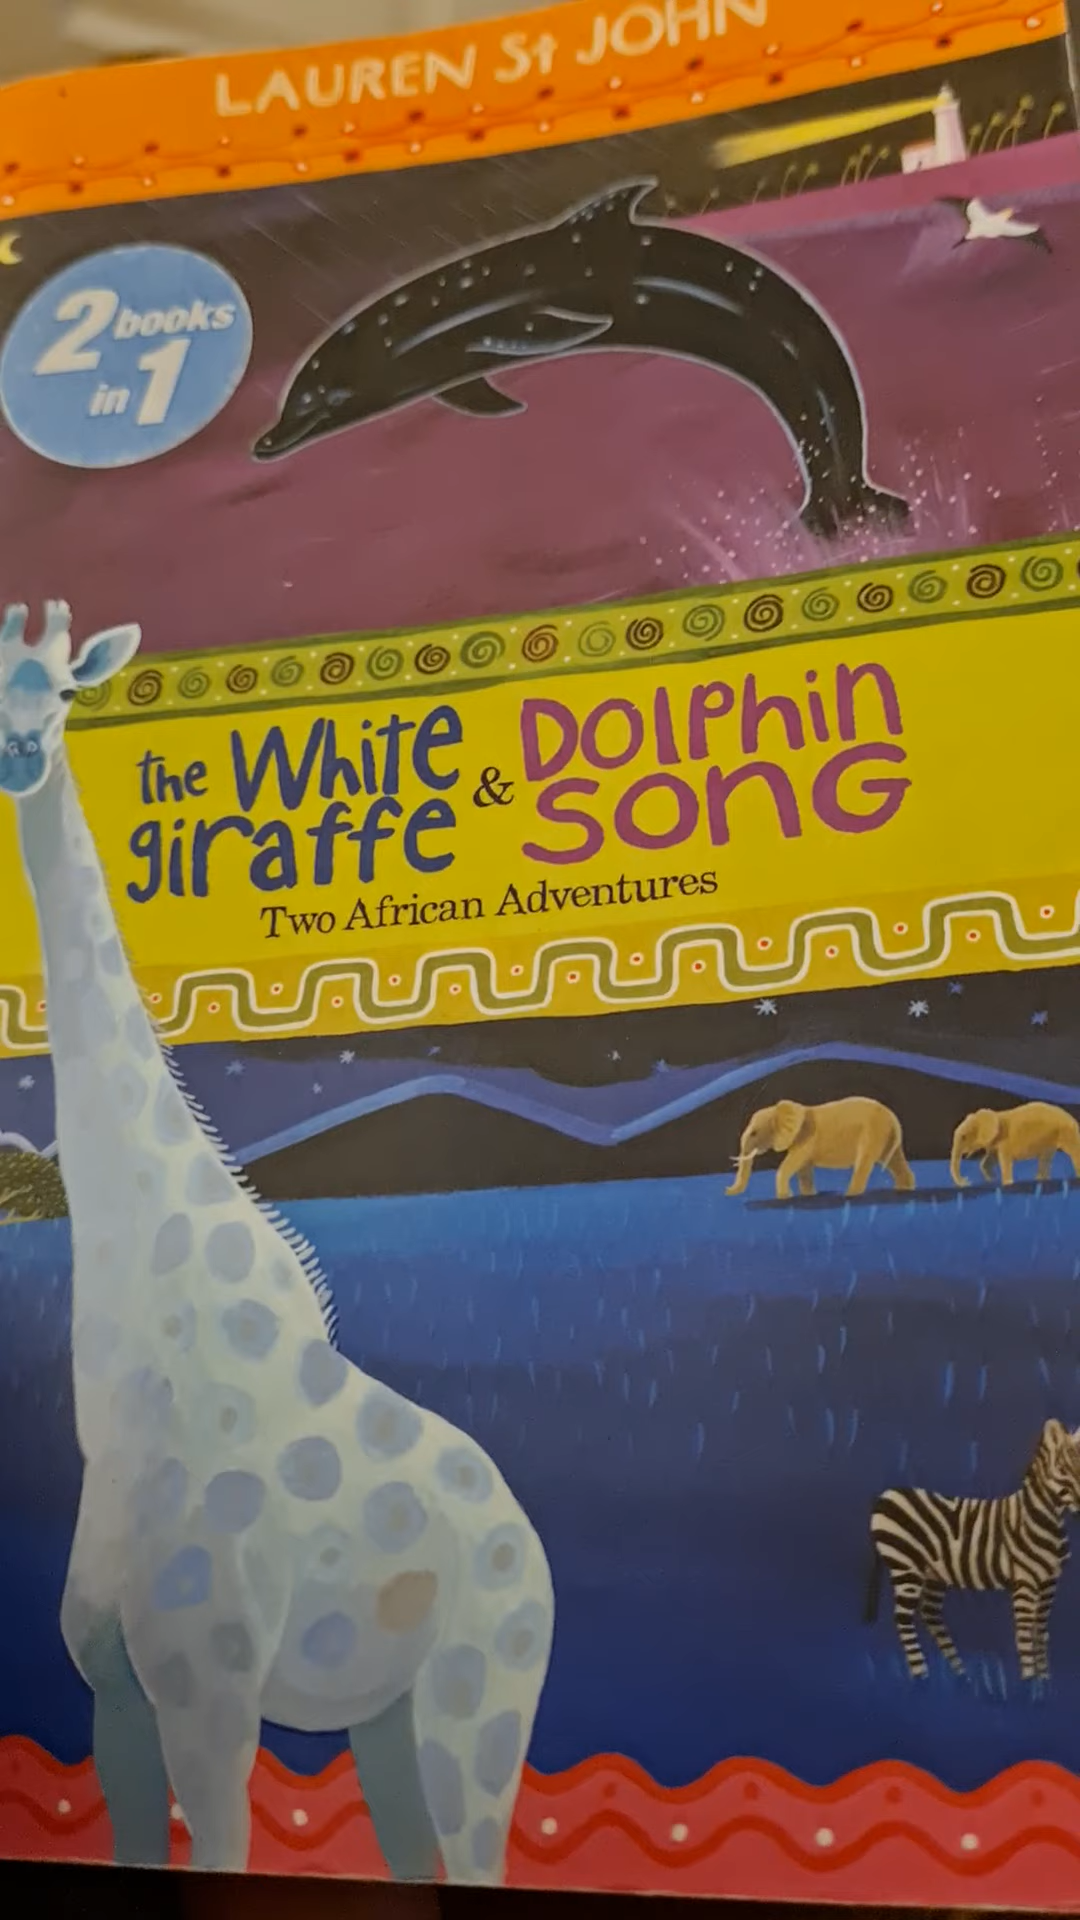 LAUREN St JOHN
2 books
in 1
the White
giraffe
&
DOLPhin
SONG
Two African Adventures